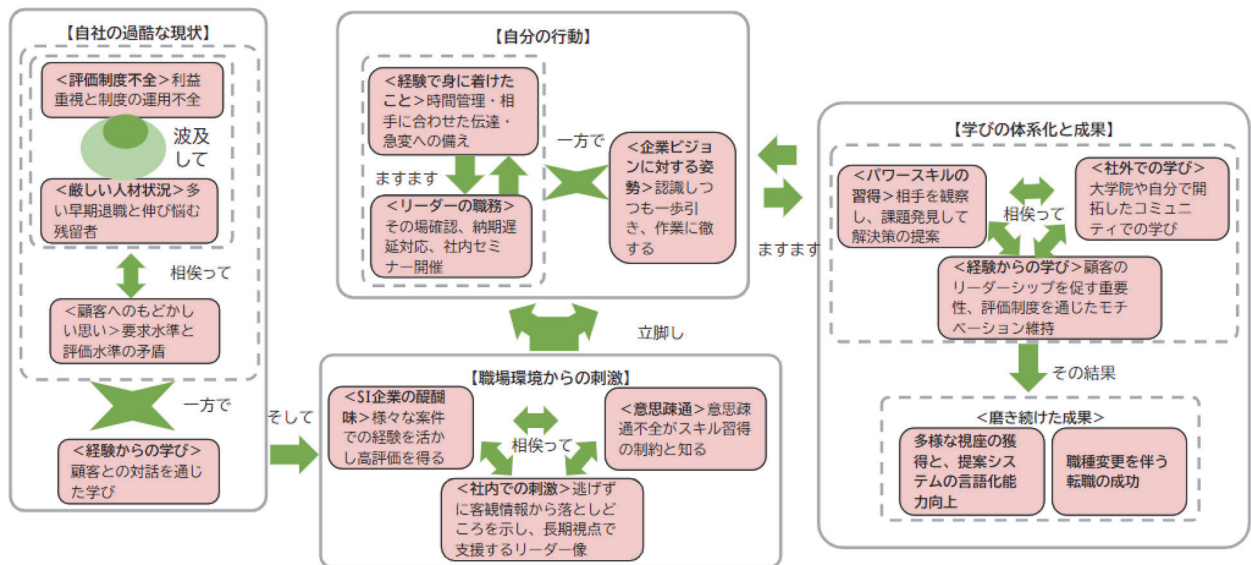 【自社の過酷な現状】
<評価制度不全>利益
重視と制度の運用不全
波及
して
<厳しい人材状況>多
い早期退職と伸び悩む
残留者
相俟って
<顧客へのもどかし
い思い>要求水準と
評価水準の矛盾
一方で
<経験からの学び>
顧客との対話を通じ
た学び
そして
【自分の行動】
<経験で身に着けた
こと>時間管理・相
手に合わせた伝達・
急変への備え
ますます
<リーダーの職務>
その場確認、納期遅
延対応、社内セミ
ナー開催
一方で
<企業ビジョ
ンに対する姿
勢>認識しつ
つも一歩引
き、作業に徹
する
立脚し
【職場環境からの刺激】
<SI企業の醍醐
味>様々な案件
での経験を活か
し高評価を得る
相俟って
<意思疎通>意思疎
通不全がスキル習得
の制約と知る
<社内での刺激>逃げず
に客観情報から落としど
ころを示し、長期視点で
支援するリーダー像
ますます
【学びの体系化と成果】
<パワースキルの
習得>相手を観察
し、課題発見して
解決策の提案
相俟って
<社外での学び>
大学院や自分で開
拓したコミュニ
ティでの学び
<経験からの学び>顧客の
リーダーシップを促す重要
性、評価制度を通じたモチ
ベーション維持
その結果
<磨き続けた成果>
多様な視座の獲
得と、提案シス
テムの言語化能
力向上
職種変更を伴う
転職の成功